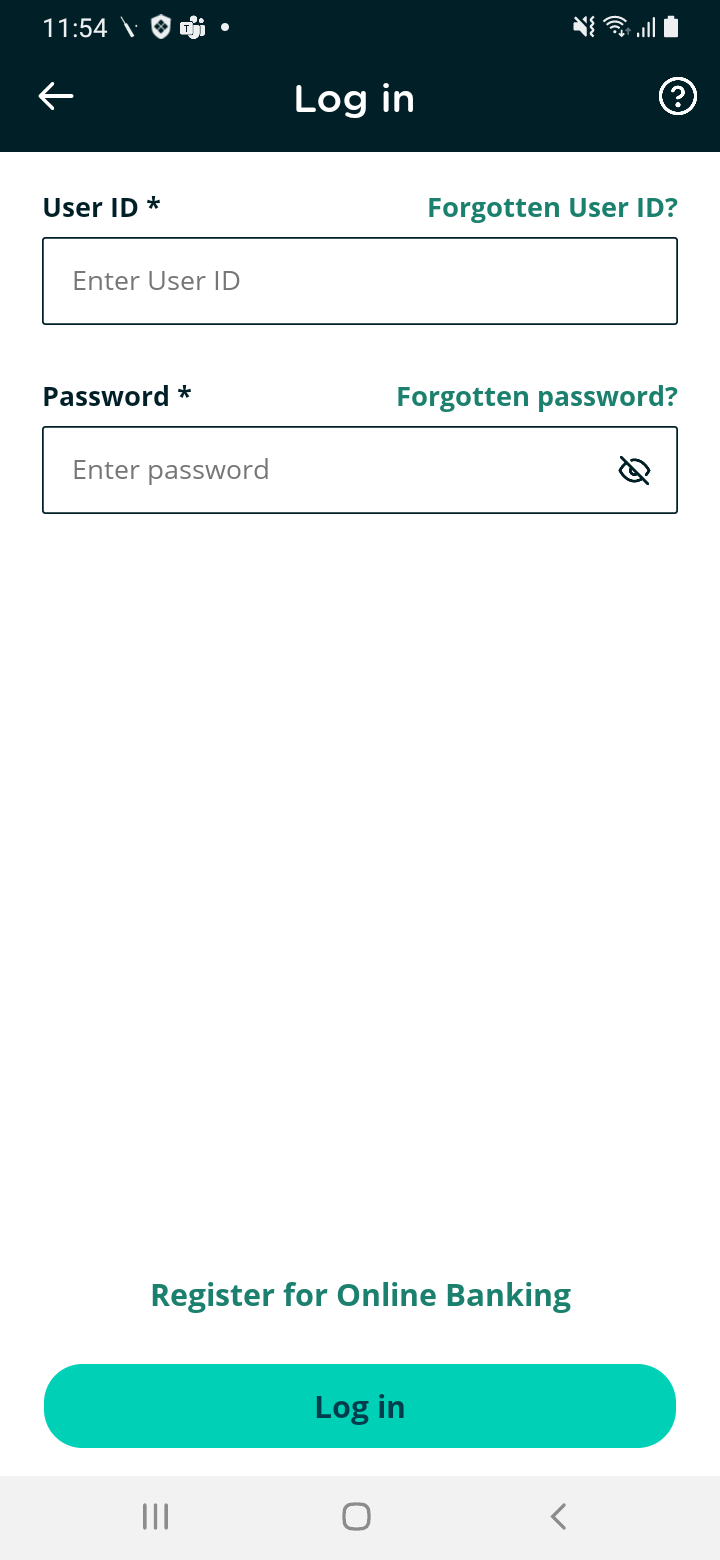 11:54
Log in
User ID *
Forgotten User ID?
Enter User ID
Password *
Forgotten password?
Enter password
Register for Online Banking
Log in